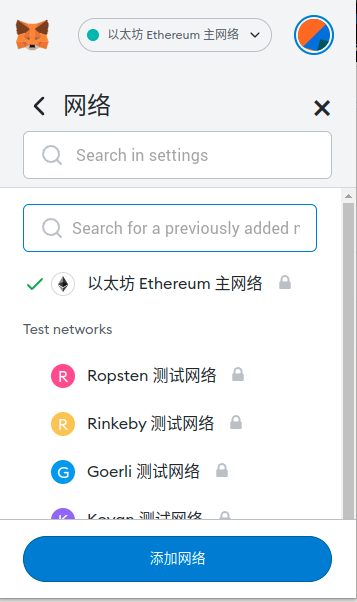 以太坊 Ethereum 主网络
网络
Search in settings
Search for a previously added n
以太坊 Ethereum 主网络
Test networks
R Ropsten 测试网络
R Rinkeby 测试网络
G Goerli 测试网络
K Kovan 测试网络
添加网络